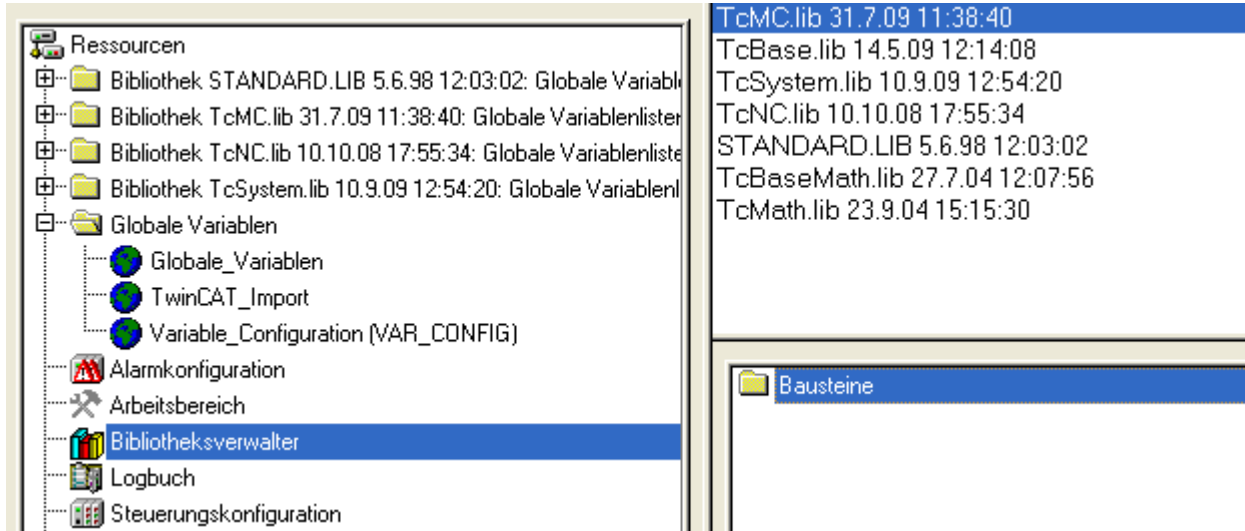 Ressourcen
Bibliothek STANDARD.LIB 5.6.98 12:03:02: Globale Variabl
Bibliothek TcMC.lib 31.7.09 11:38:40: Globale Variablenlisten
Bibliothek TcNC.lib 10.10.08 17:55:34: Globale Variablenliste
Bibliothek TcSystem.lib 10.9.09 12:54:20: Globale Variablenl
Globale Variablen
Globale_Variablen
TwinCAT_Import
Variable_Configuration (VAR_CONFIG)
Alarmkonfiguration
Arbeitsbereich
Bibliotheksverwalter
Logbuch
Steuerungskonfiguration
TcMC.lib 31.7.09 11:38:40
TcBase.lib 14.5.09 12:14:08
TcSystem.lib 10.9.09 12:54:20
TcNC.lib 10.10.08 17:55:34
STANDARD.LIB 5.6.98 12:03:02
TcBaseMath.lib 27.7.04 12:07:56
TcMath.lib 23.9.04 15:15:30
Bausteine